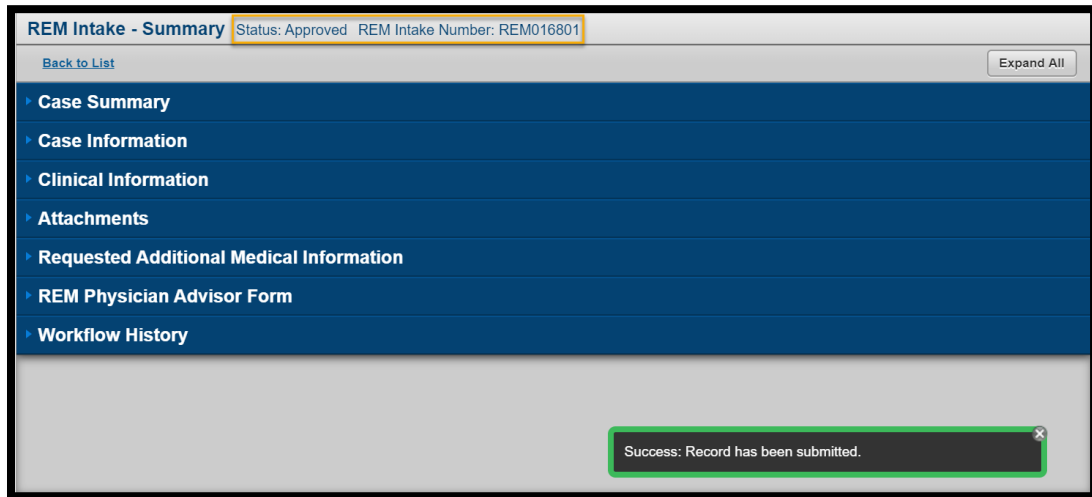 REM Intake - Summary Status: Approved REM Intake Number: REM016801
Back to List Expand All
Case Summary
Case Information
Clinical Information
Attachments
Requested Additional Medical Information
REM Physician Advisor Form
Workflow History
Success: Record has been submitted.